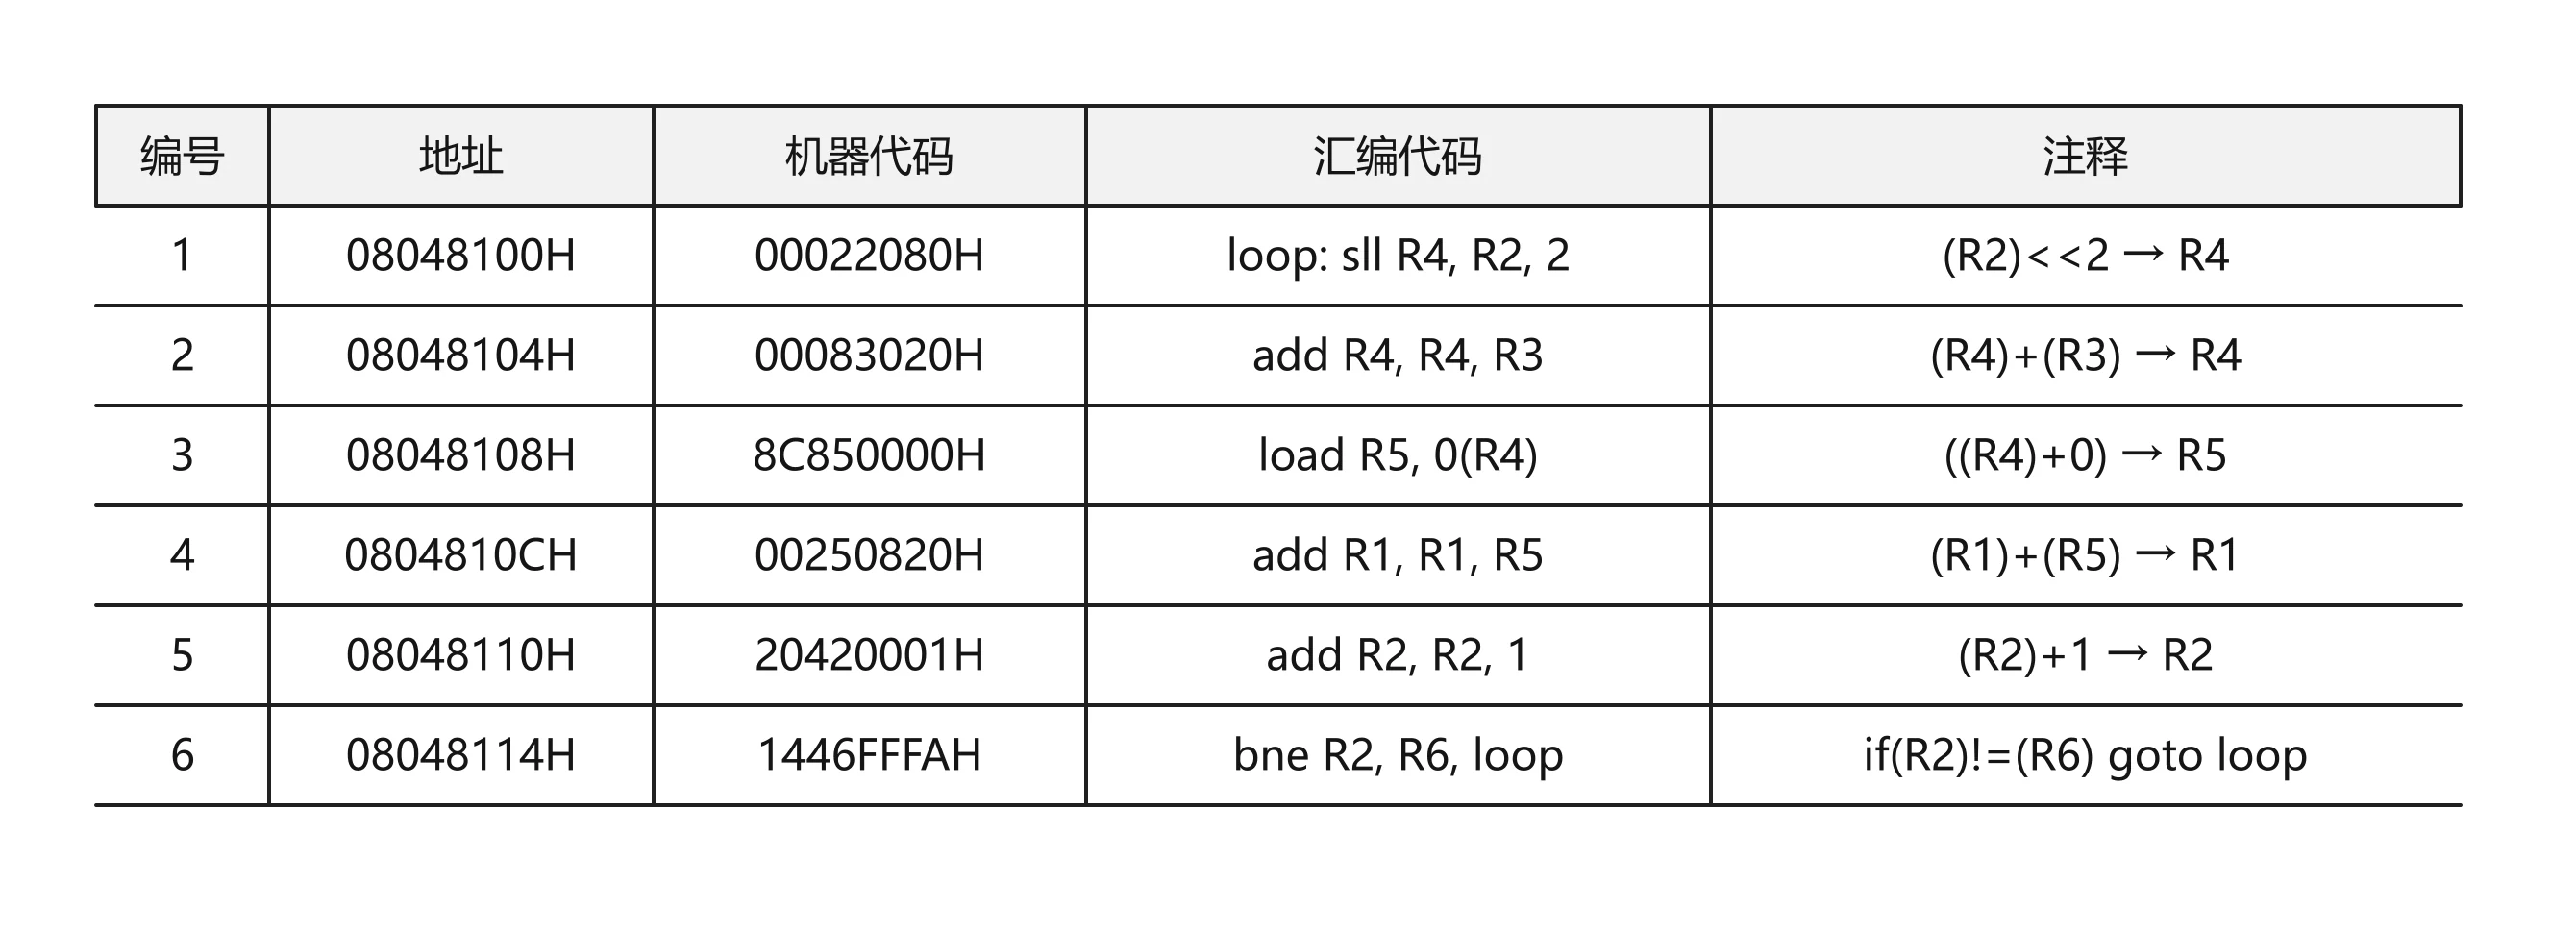 编号 地址 机器代码 汇编代码 注释
1 08048100H 00022080H loop: sll R4, R2, 2 (R2)<<2 → R4
2 08048104H 00083020H add R4, R4, R3 (R4)+(R3) → R4
3 08048108H 8C850000H load R5, 0(R4) ((R4)+0) → R5
4 0804810CH 00250820H add R1, R1, R5 (R1)+(R5) → R1
5 08048110H 20420001H add R2, R2, 1 (R2)+1 → R2
6 08048114H 1446FFFAH bne R2, R6, loop if(R2)!=(R6) goto loop